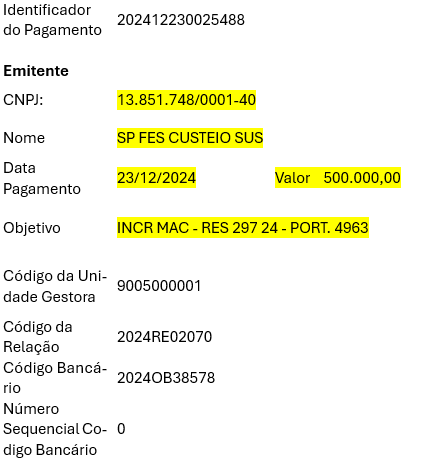 Identificador
do Pagamento 202412230025488
Emitente
CNPJ: 13.851.748/0001-40
Nome SP FES CUSTEIO SUS
Data
Pagamento 23/12/2024 Valor 500.000,00
Objetivo INCR MAC - RES 297 24 - PORT. 4963
Código da Uni-
dade Gestora 9005000001
Código da
Relação 2024RE02070
Código Bancá-
rio 2024OB38578
Número
Sequencial Co- 0
digo Bancário